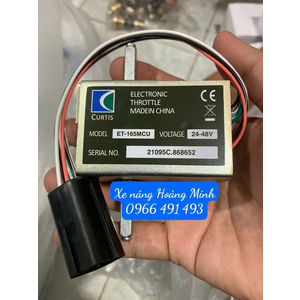 CURTIS
ELECTRONIC
THROTTLE
MADEIN CHINA
CE
MODEL ET-165MCU VOLTAGE 24-48V
SERIAL NO. 21095C.868652
Xe nâng Hoàng Minh
0966 491 493